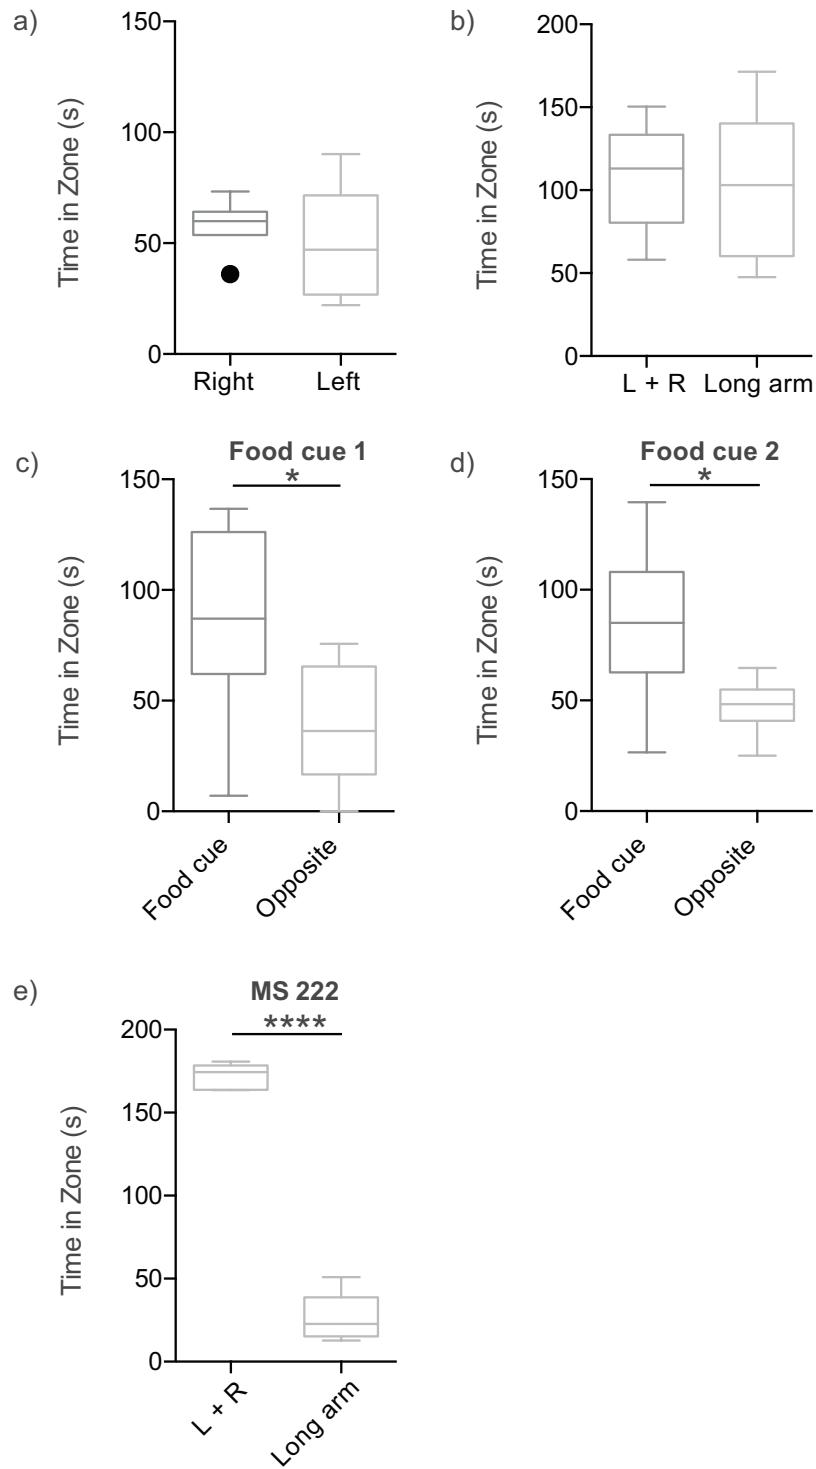 a)
Time in Zone (s)
150
100
50
0
Right Left
b)
Time in Zone (s)
200
150
100
50
0
L + R Long arm
c)
Food cue 1
*
Time in Zone (s)
150
100
50
0
Food cue Opposite
d)
Food cue 2
*
Time in Zone (s)
150
100
50
0
Food cue Opposite
e)
MS 222
****
Time in Zone (s)
200
150
100
50
0
L + R Long arm